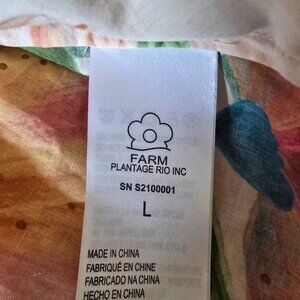 FARM
PLANTAGE RIO INC
SN S2100001
L
MADE IN CHINA
FABRIQUÉ EN CHINE
FABRICADO NA CHINA
HECHO EN CHINA